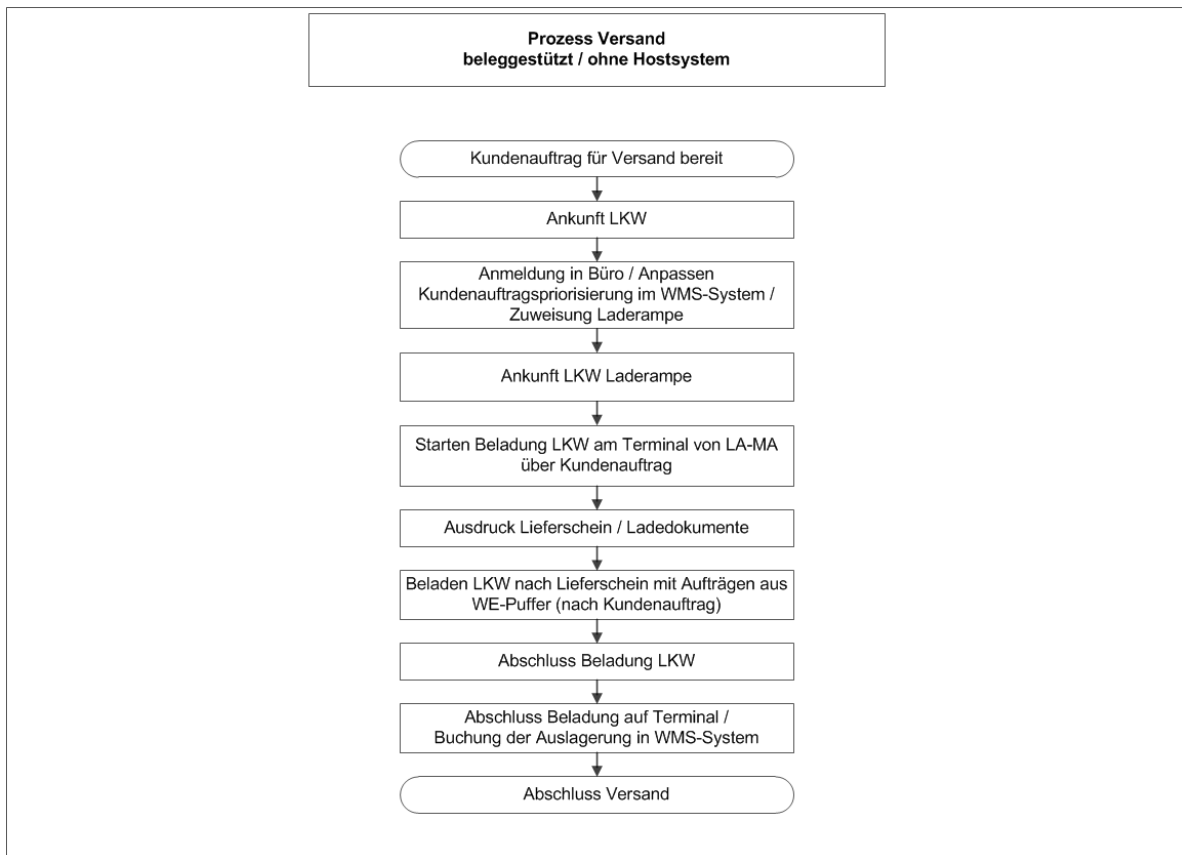 Prozess Versand
beleggestützt / ohne Hostsystem
Kundenauftrag für Versand bereit
Ankunft LKW
Anmeldung in Büro / Anpassen
Kundenauftragspriorisierung im WMS-System /
Zuweisung Laderampe
Ankunft LKW Laderampe
Starten Beladung LKW am Terminal von LA-MA
über Kundenauftrag
Ausdruck Lieferschein / Ladedokumente
Beladen LKW nach Lieferschein mit Aufträgen aus
WE-Puffer (nach Kundenauftrag)
Abschluss Beladung LKW
Abschluss Beladung auf Terminal /
Buchung der Auslagerung in WMS-System
Abschluss Versand